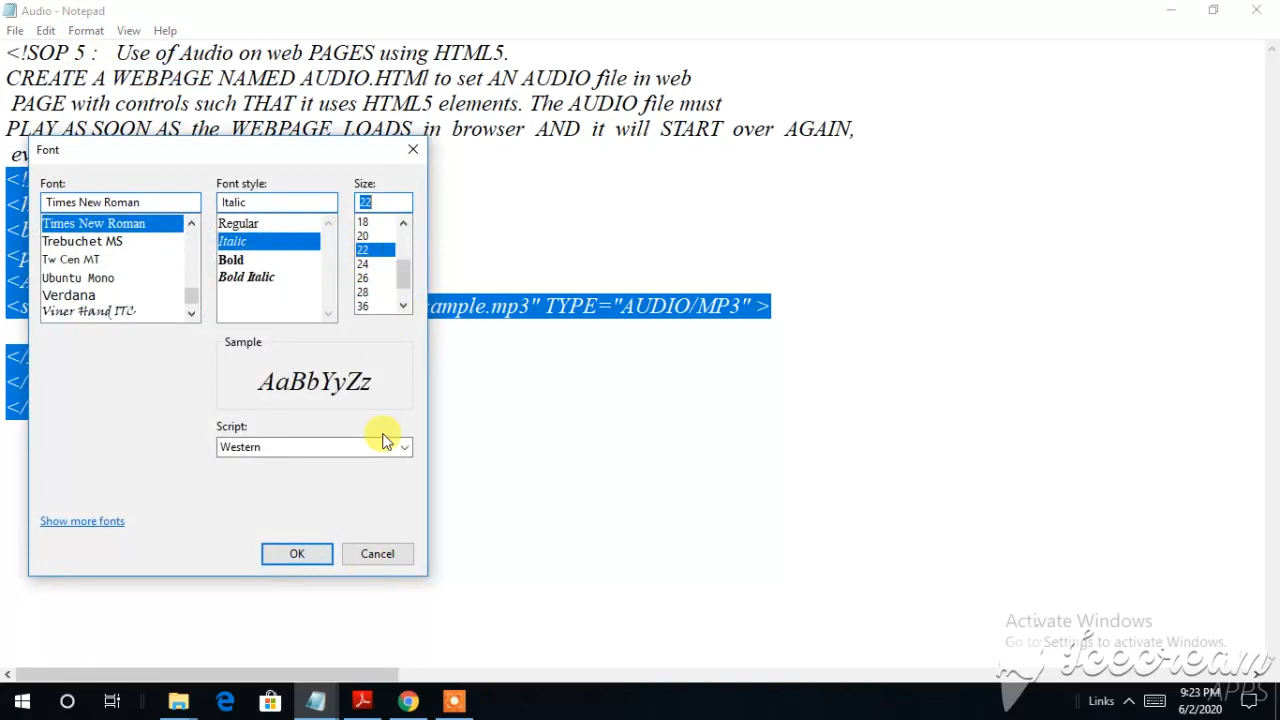 Audio - Notepad
File Edit Format View Help
<!SOP 5 : Use of Audio on web PAGES using HTML5.
CREATE A WEBPAGE NAMED AUDIO.HTMl to set AN AUDIO file in web
PAGE with controls such THAT it uses HTML5 elements. The AUDIO file must
PLAY AS SOON AS the WEBPAGE LOADS in browser AND it will START over AGAIN,
Font
Font: Font style: Size:
Times New Roman Italic 22
Times New Roman Regular 18
Trebuchet MS Italic 20
Tw Cen MT Bold 22
Ubuntu Mono Bold Italic 24
Verdana 26
Viner Hand ITC 28
36
ample.mp3" TYPE="AUDIO/MP3" >
Sample
AaBbYyZz
Script:
Western
Show more fonts
OK Cancel
Activate Windows
Go to Settings to activate Windows.
Icecream
APPS
Links 9:23 PM
6/2/2020